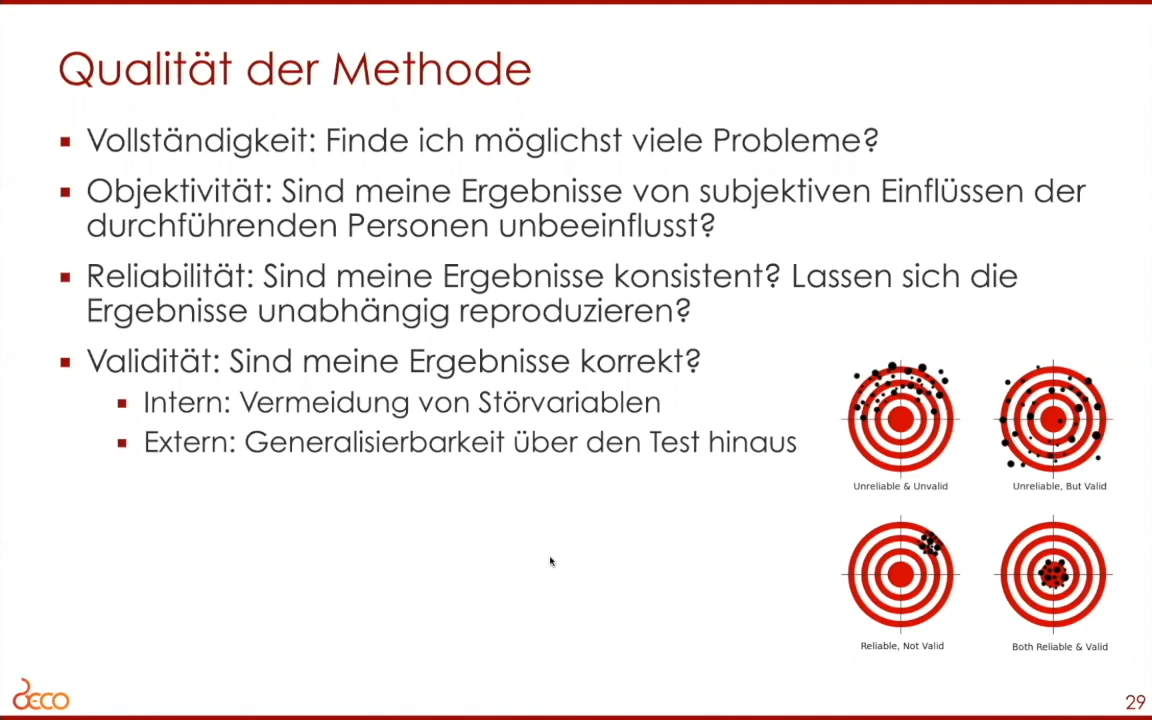 Qualität der Methode
Vollständigkeit: Finde ich möglichst viele Probleme?
Objektivität: Sind meine Ergebnisse von subjektiven Einflüssen der
durchführenden Personen unbeeinflusst?
Reliabilität: Sind meine Ergebnisse konsistent? Lassen sich die
Ergebnisse unabhängig reproduzieren?
Validität: Sind meine Ergebnisse korrekt?
Intern: Vermeidung von Störvariablen
Extern: Generalisierbarkeit über den Test hinaus
Unreliable & Unvalid
Unreliable, But Valid
Reliable, Not Valid
Both Reliable & Valid
DECO
29